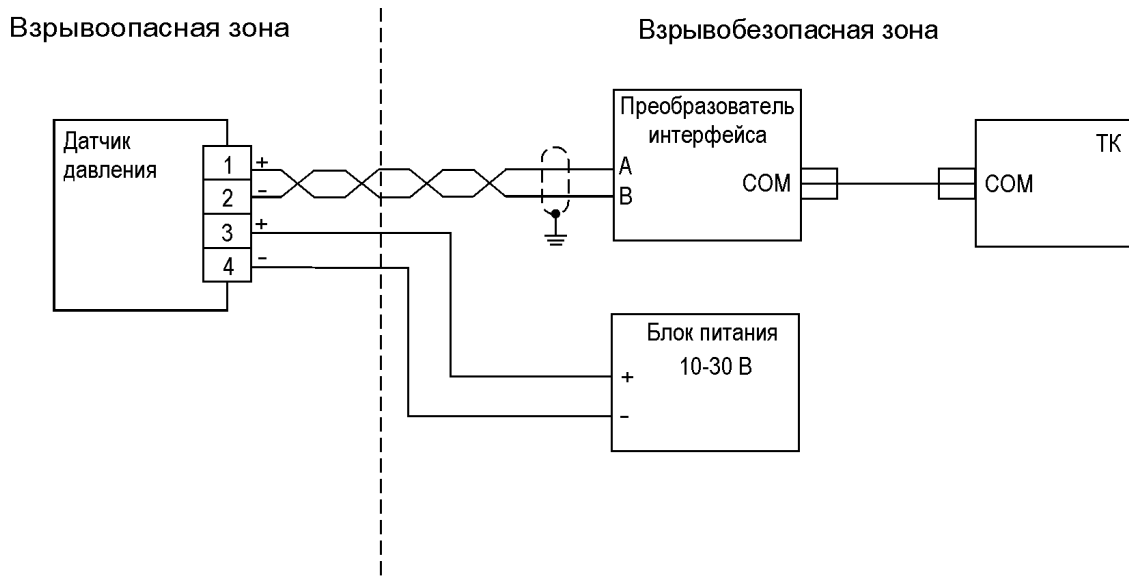 Взрывоопасная зона
Взрывобезопасная зона
Датчик
давления
1 +
2 −
3 +
4 −
Преобразователь
интерфейса
A
B
COM
ТК
COM
Блок питания
10-30 В
+
−